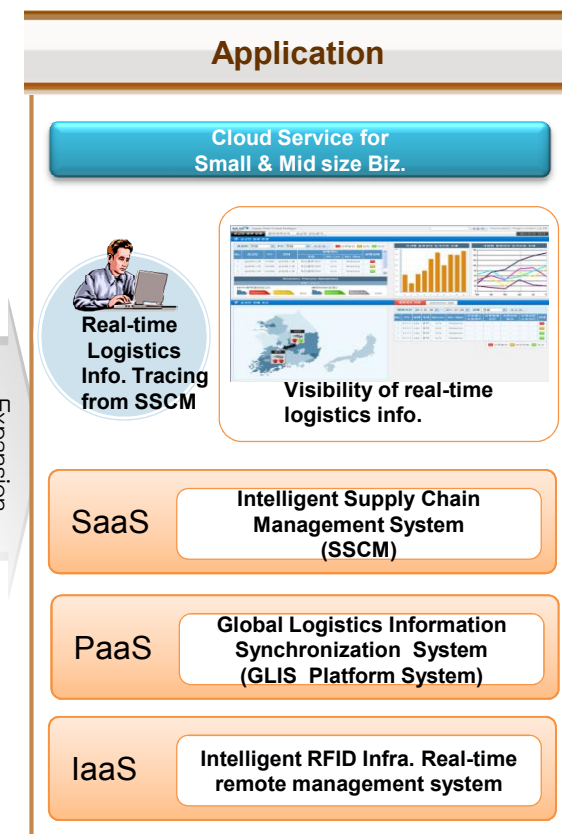 Application
Cloud Service for
Small & Mid size Biz.
Real-time
Logistics
Info. Tracing
from SSCM
Visibility of real-time
logistics info.
Expansion
SaaS
Intelligent Supply Chain
Management System
(SSCM)
PaaS
Global Logistics Information
Synchronization System
(GLIS Platform System)
IaaS
Intelligent RFID Infra. Real-time
remote management system